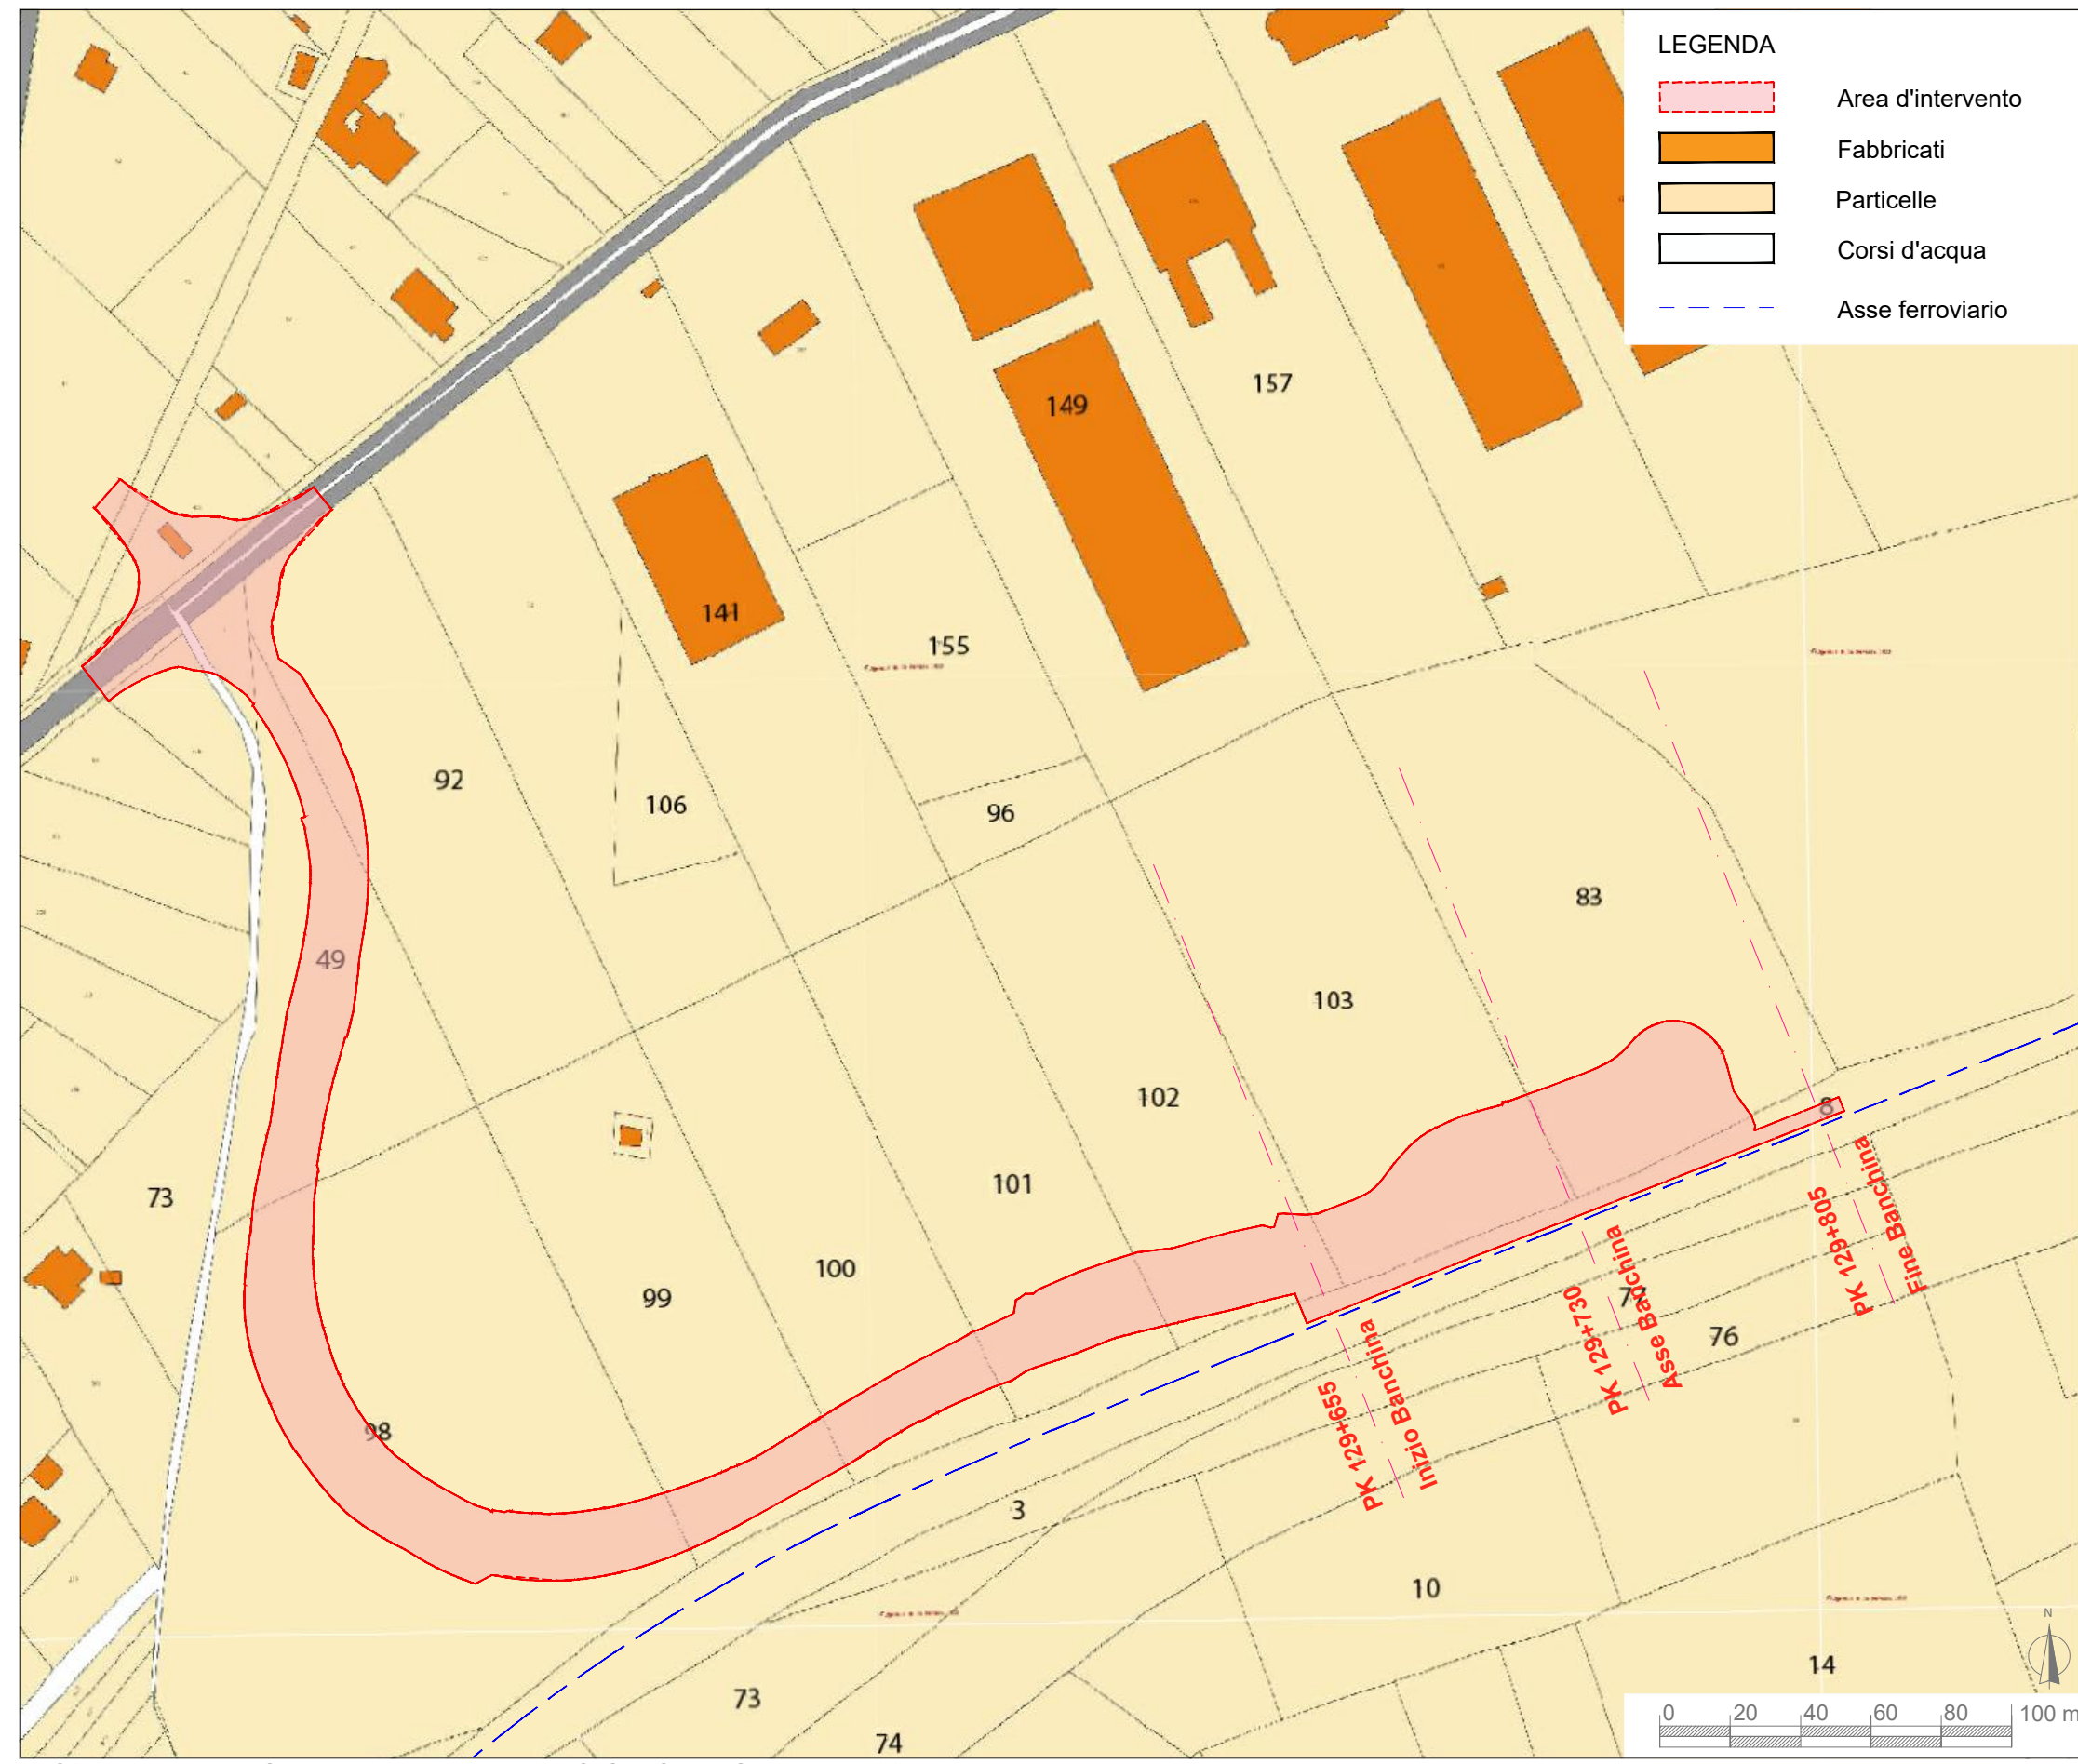 LEGENDA
Area d'intervento
Fabbricati
Particelle
Corsi d'acqua
Asse ferroviario
157
149
141
155
92
106
96
83
49
103
102
8
101
73
100
99
77
76
98
3
10
14
73
74
PK 129+655
Inizio Banchina
PK 129+730
Asse Banchina
PK 129+805
Fine Banchina
N
0 20 40 60 80 100 m